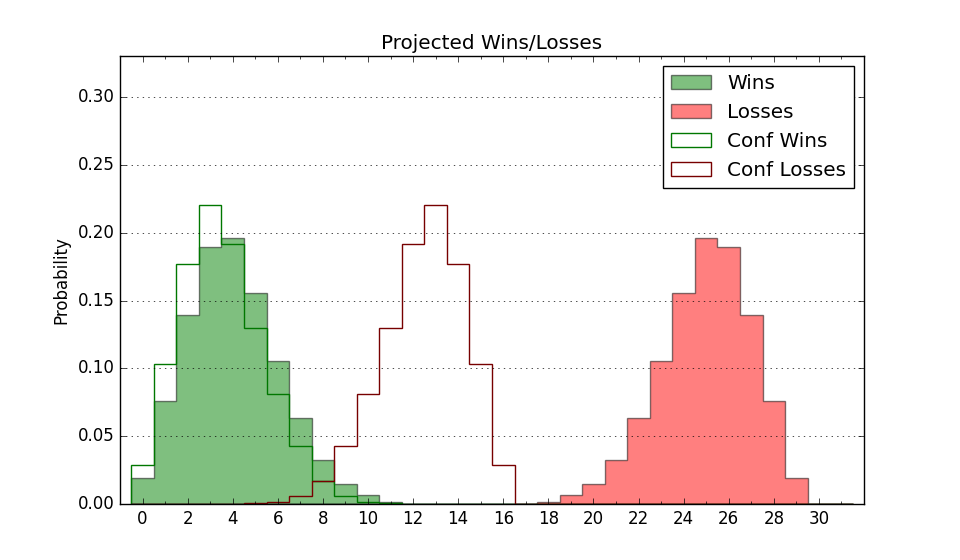 Projected Wins/Losses
Wins
Losses
Conf Wins
Conf Losses
Probability
0.30
0.25
0.20
0.15
0.10
0.05
0.00
0 2 4 6 8 10 12 14 16 18 20 22 24 26 28 30